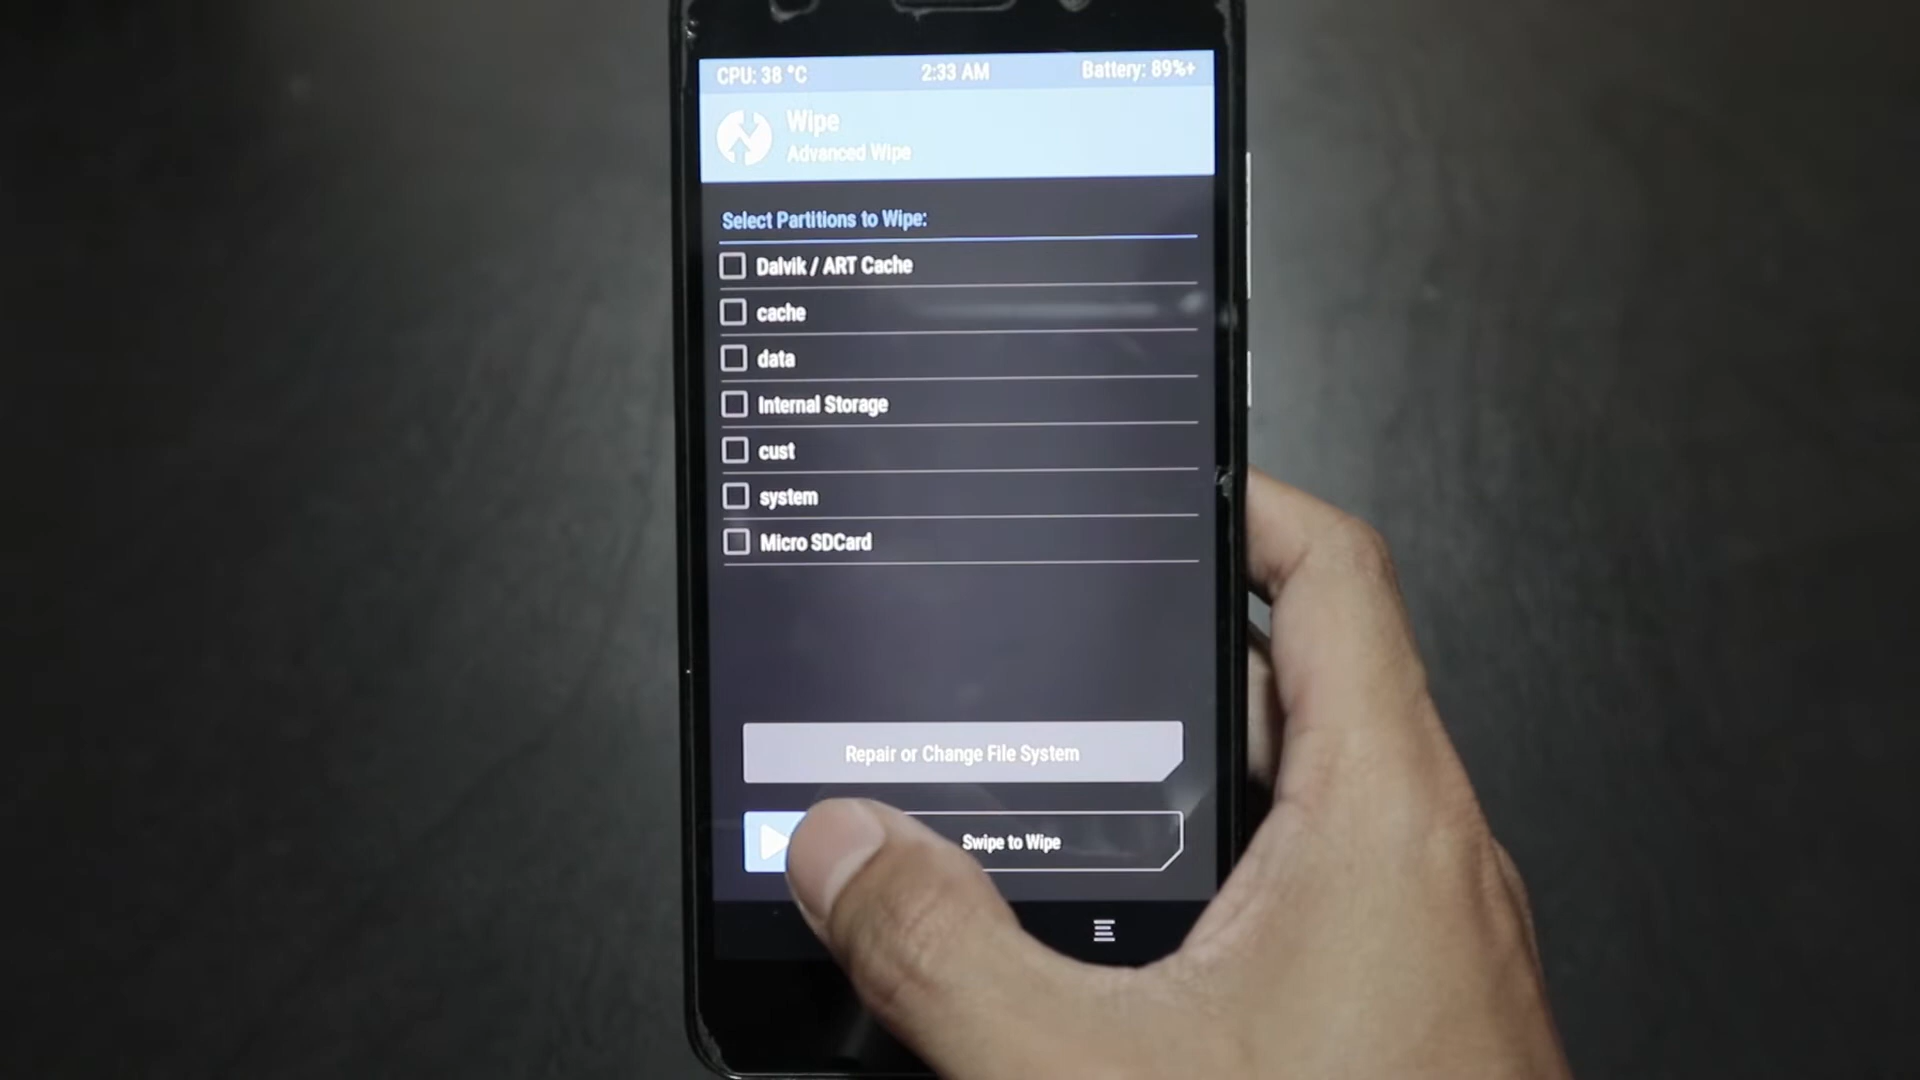 CPU: 38 °C 2:33 AM Battery: 89%+
Wipe
Advanced Wipe
Select Partitions to Wipe:
Dalvik / ART Cache
cache
data
Internal Storage
cust
system
Micro SDCard
Repair or Change File System
Swipe to Wipe